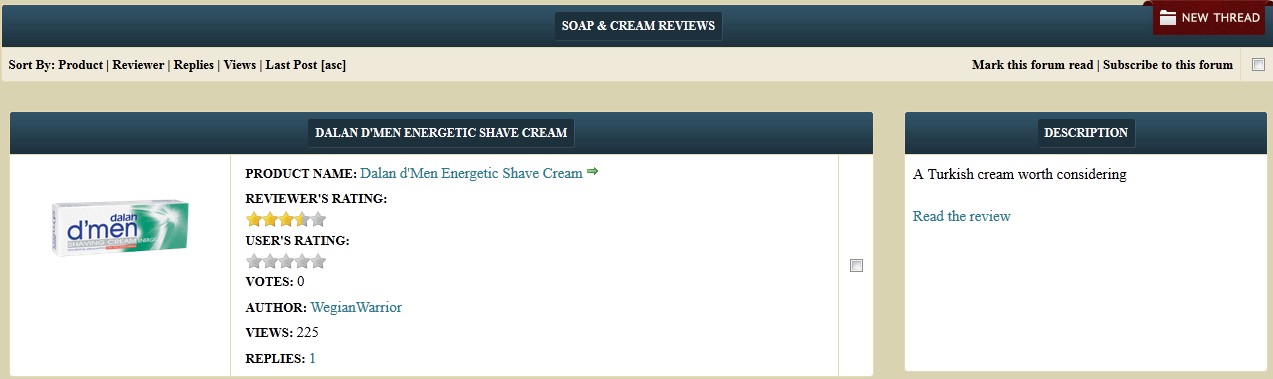 SOAP & CREAM REVIEWS
NEW THREAD
Sort By: Product | Reviewer | Replies | Views | Last Post [asc]
Mark this forum read | Subscribe to this forum
DALAN D'MEN ENERGETIC SHAVE CREAM
DESCRIPTION
dalan
d'men
SHAVING CREAM
PRODUCT NAME: Dalan d'Men Energetic Shave Cream
REVIEWER'S RATING:
USER'S RATING:
VOTES: 0
AUTHOR: WegianWarrior
VIEWS: 225
REPLIES: 1
A Turkish cream worth considering
Read the review